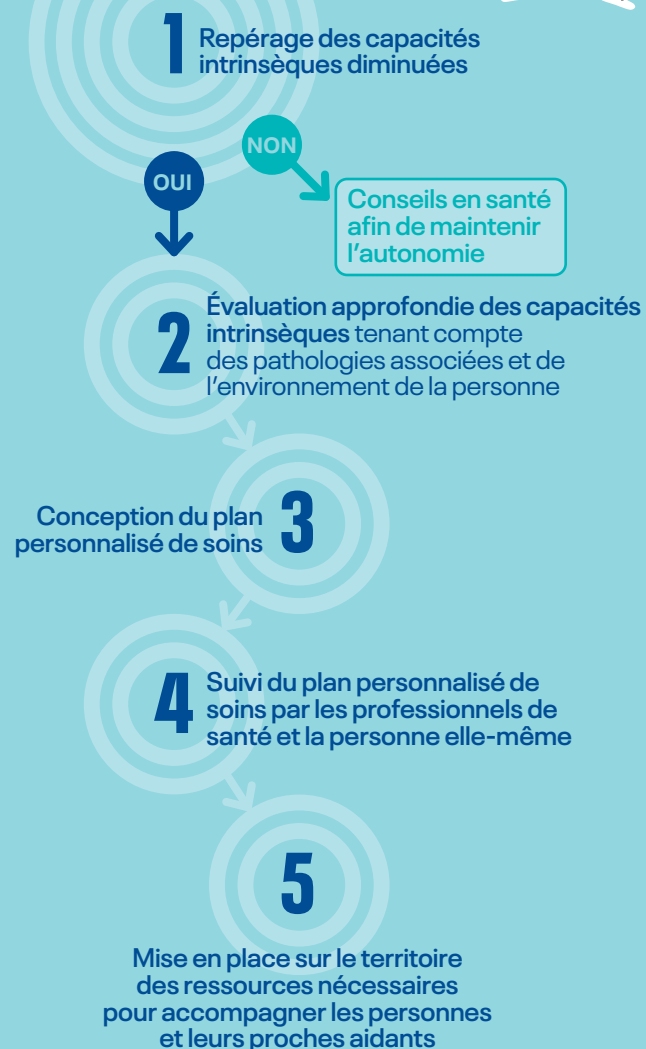 1
Repérage des capacités
intrinsèques diminuées
NON
OUI
Conseils en santé
afin de maintenir
l'autonomie
2
Évaluation approfondie des capacités
intrinsèques tenant compte
des pathologies associées et de
l'environnement de la personne
Conception du plan
personnalisé de soins
3
4
Suivi du plan personnalisé de
soins par les professionnels de
santé et la personne elle-même
5
Mise en place sur le territoire
des ressources nécessaires
pour accompagner les personnes
et leurs proches aidants